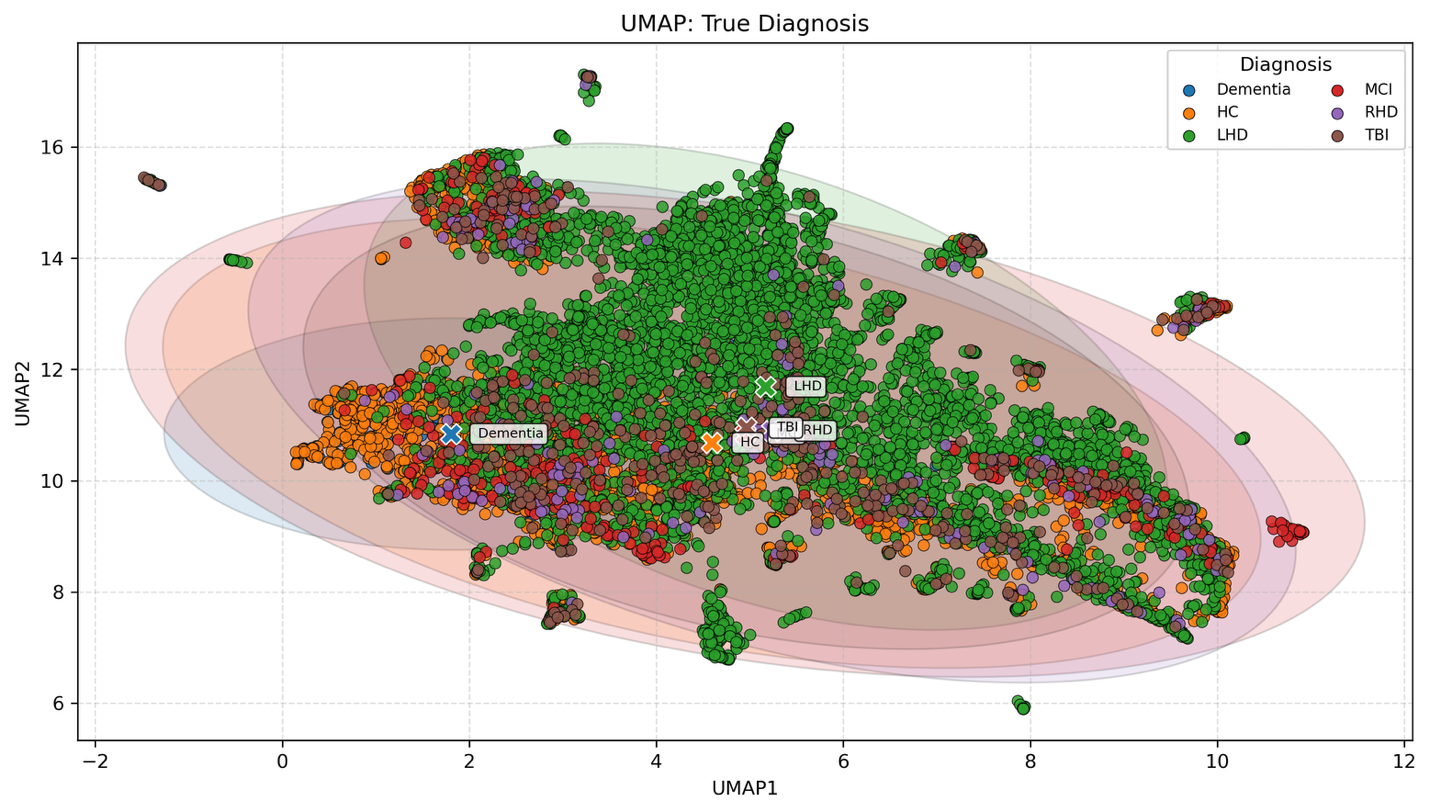 UMAP: True Diagnosis
Diagnosis
Dementia
HC
LHD
MCI
RHD
TBI
UMAP2
16
14
12
10
8
6
LHD
Dementia
TBI
RHD
HC
−2
0
2
4
6
8
10
12
UMAP1